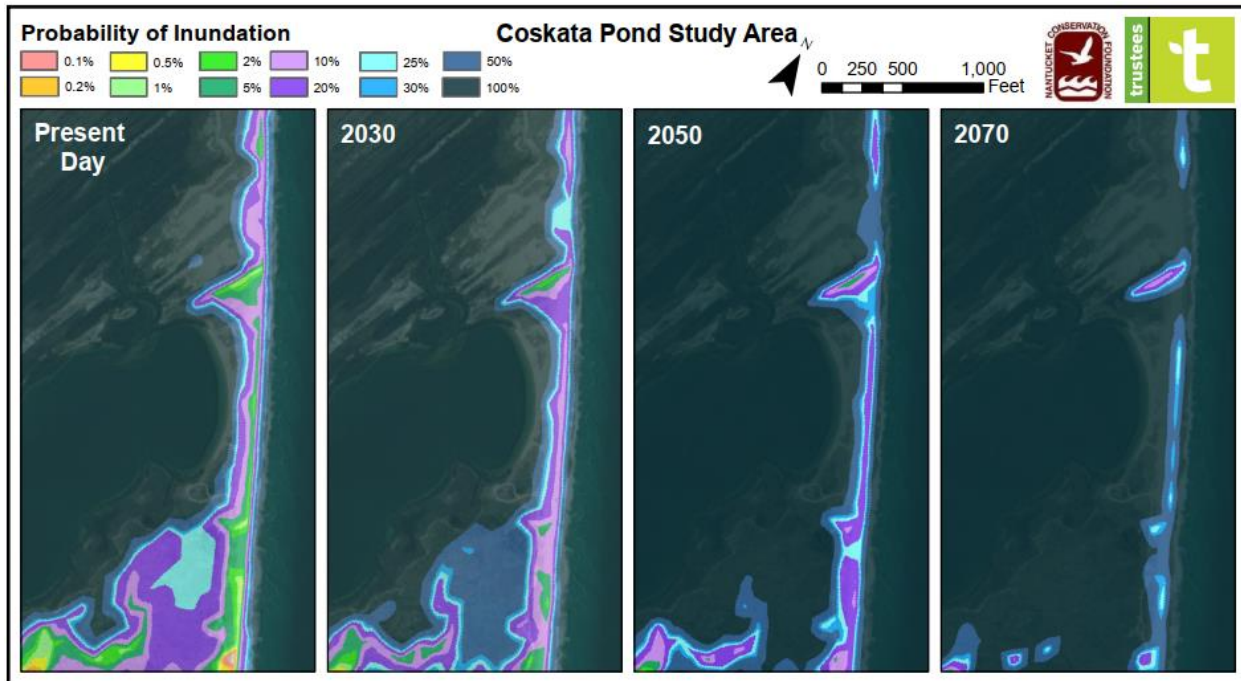 Probability of Inundation
Coskata Pond Study Area
0.1% 0.5% 2% 10% 25% 50%
0.2% 1% 5% 20% 30% 100%
N
0 250 500 1,000
Feet
NANTUCKET
CONSERVATION
FOUNDATION
trustees
t
Present
Day
2030
2050
2070